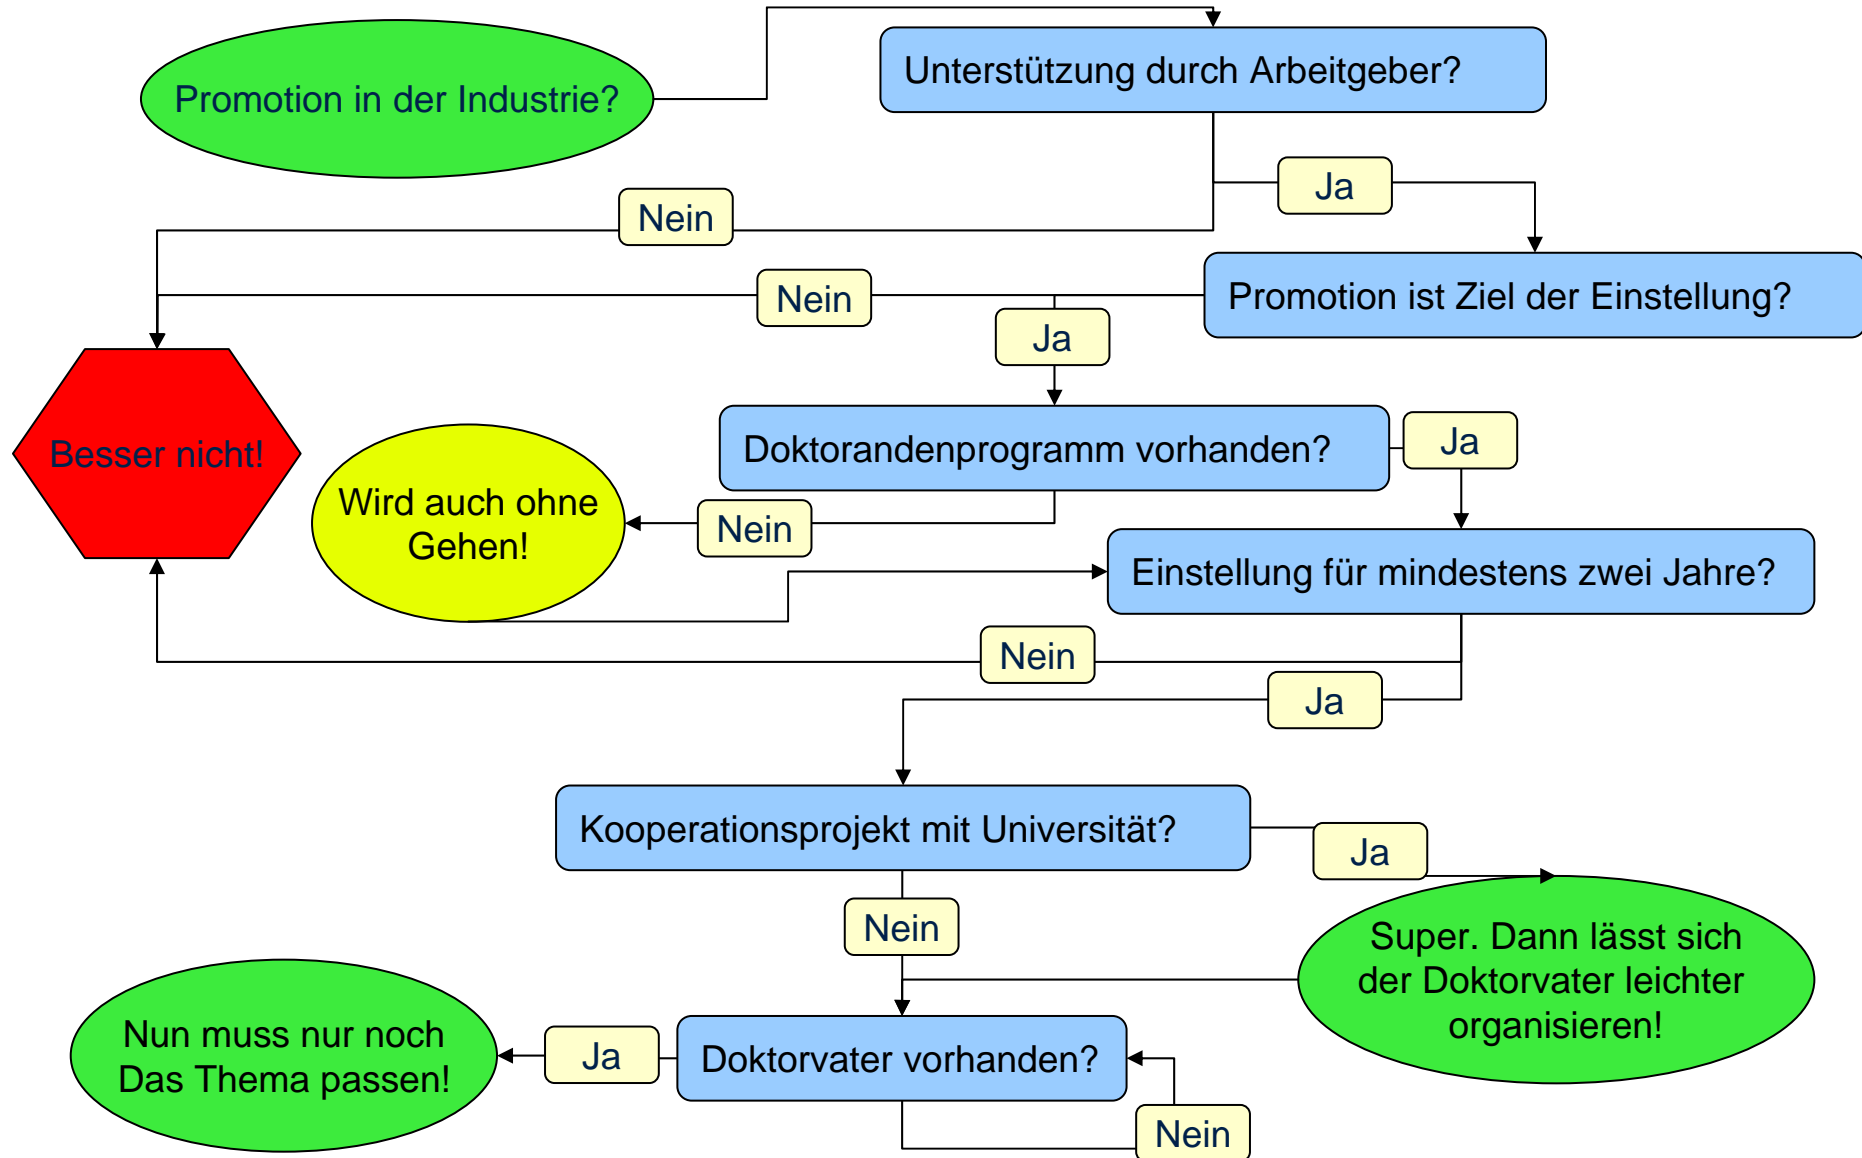 Promotion in der Industrie?
Unterstützung durch Arbeitgeber?
Ja
Nein
Promotion ist Ziel der Einstellung?
Nein
Ja
Besser nicht!
Doktorandenprogramm vorhanden?
Ja
Wird auch ohne
Gehen!
Nein
Einstellung für mindestens zwei Jahre?
Nein
Ja
Kooperationsprojekt mit Universität?
Ja
Nein
Super. Dann lässt sich
der Doktorvater leichter
organisieren!
Nun muss nur noch
Das Thema passen!
Ja
Doktorvater vorhanden?
Nein